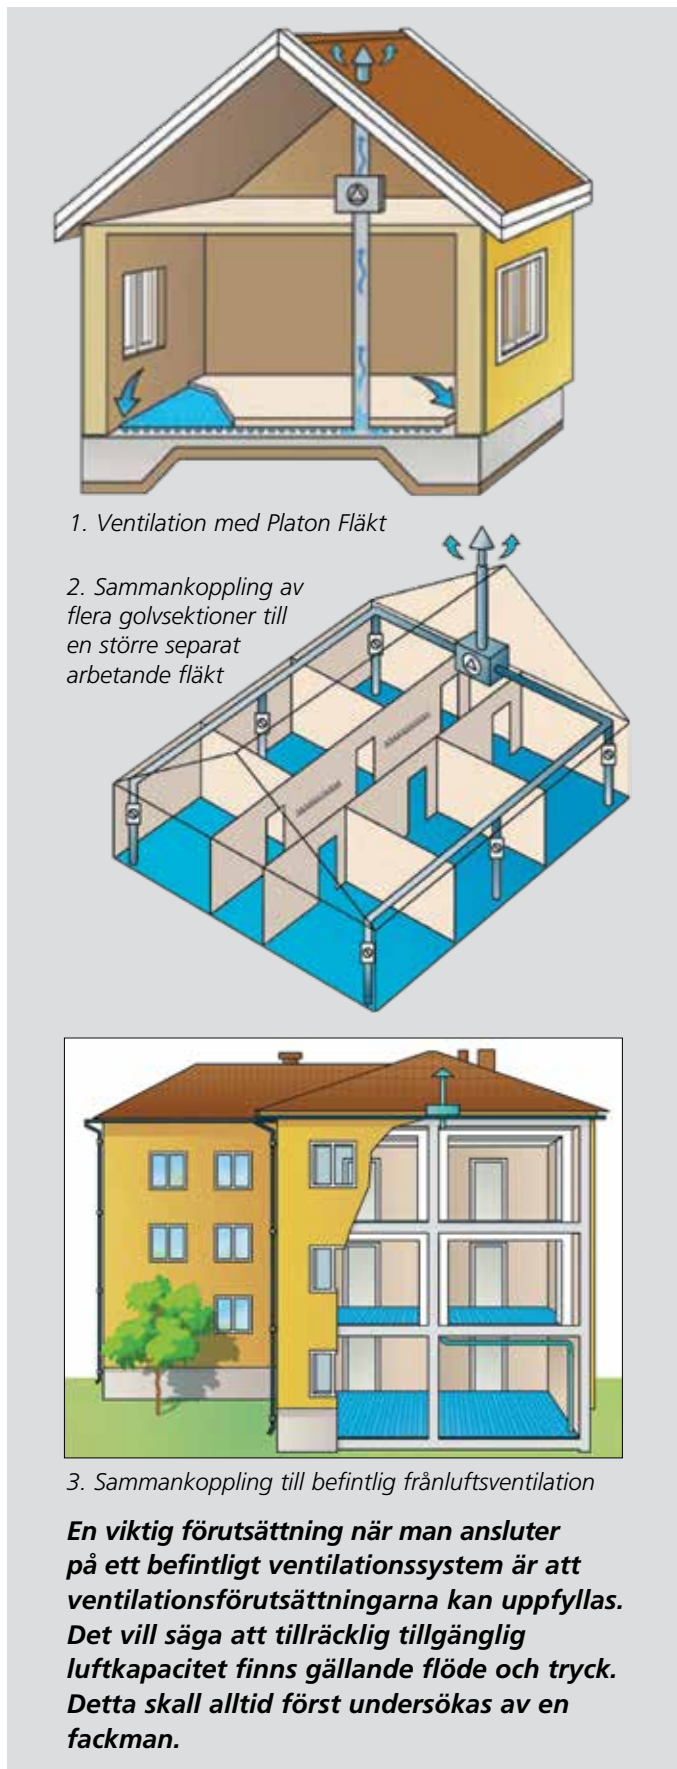 1. Ventilation med Platon Fläkt
2. Sammankoppling av
flera golvsektioner till
en större separat
arbetande fläkt
3. Sammankoppling till befintlig frånluftsventilation
En viktig förutsättning när man ansluter
på ett befintligt ventilationssystem är att
ventilationsförutsättningarna kan uppfyllas.
Det vill säga att tillräcklig tillgänglig
luftkapacitet finns gällande flöde och tryck.
Detta skall alltid först undersökas av en
fackman.